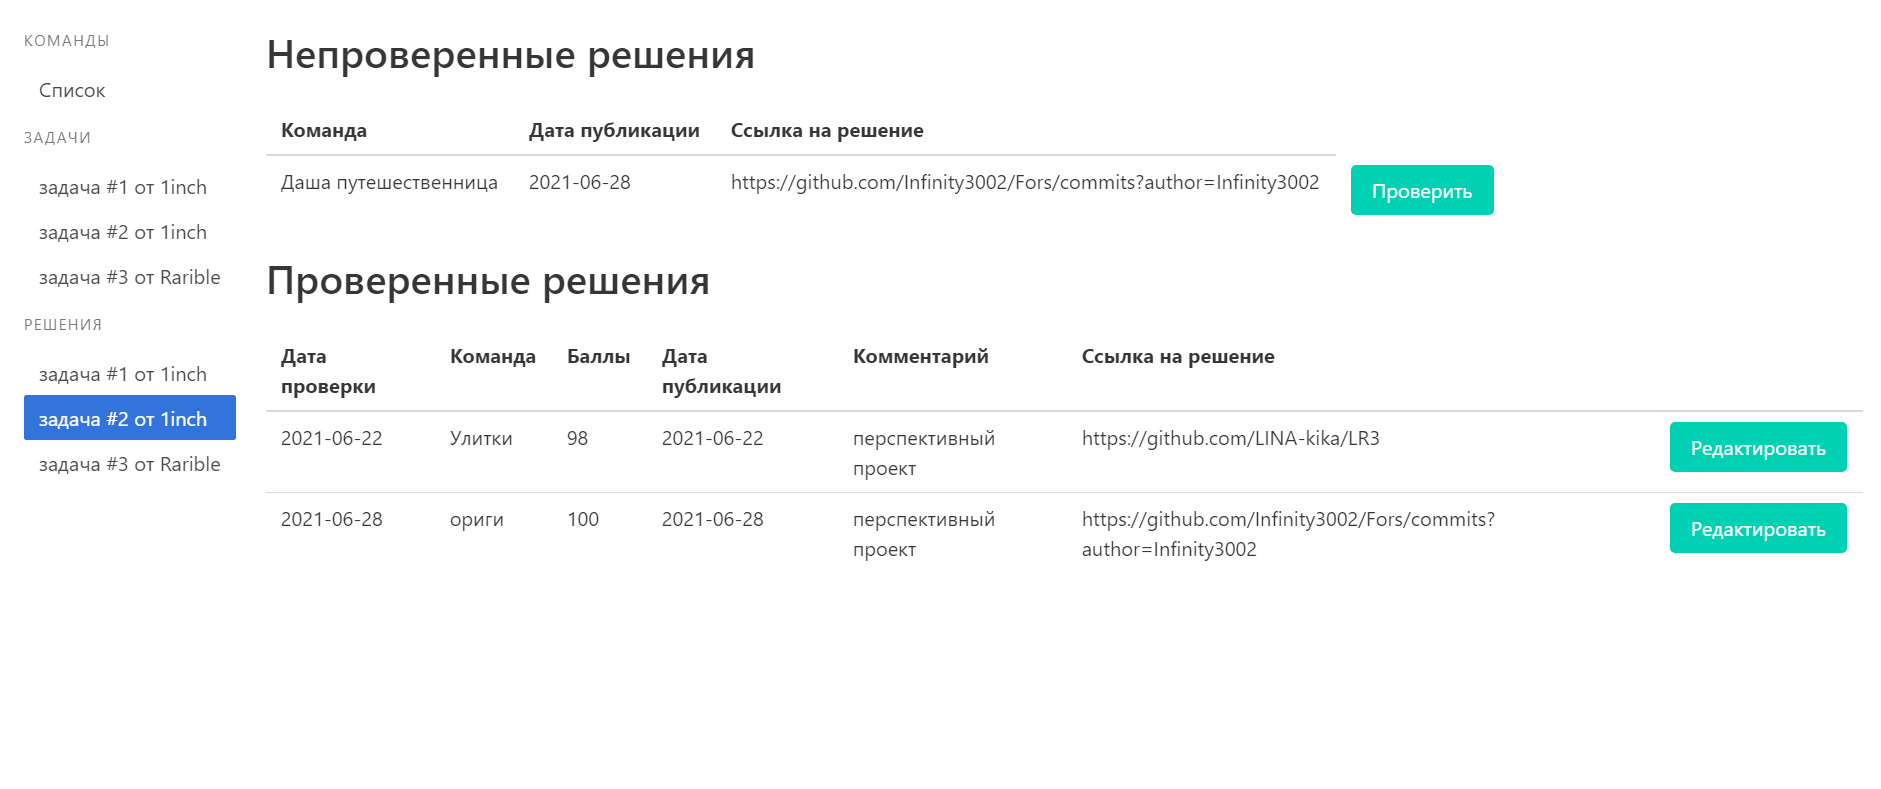 КОМАНДЫ
Список
ЗАДАЧИ
задача #1 от 1inch
задача #2 от 1inch
задача #3 от Rarible
РЕШЕНИЯ
задача #1 от 1inch
задача #2 от 1inch
задача #3 от Rarible
Непроверенные решения
Команда Дата публикации Ссылка на решение
Даша путешественница 2021-06-28 https://github.com/Infinity3002/Fors/commits?author=Infinity3002 Проверить
Проверенные решения
Дата Команда Баллы Дата Комментарий Ссылка на решение
проверки публикации
2021-06-22 Улитки 98 2021-06-22 перспективный https://github.com/LINA-kika/LR3 Редактировать
проект
2021-06-28 ориги 100 2021-06-28 перспективный https://github.com/Infinity3002/Fors/commits? Редактировать
проект author=Infinity3002